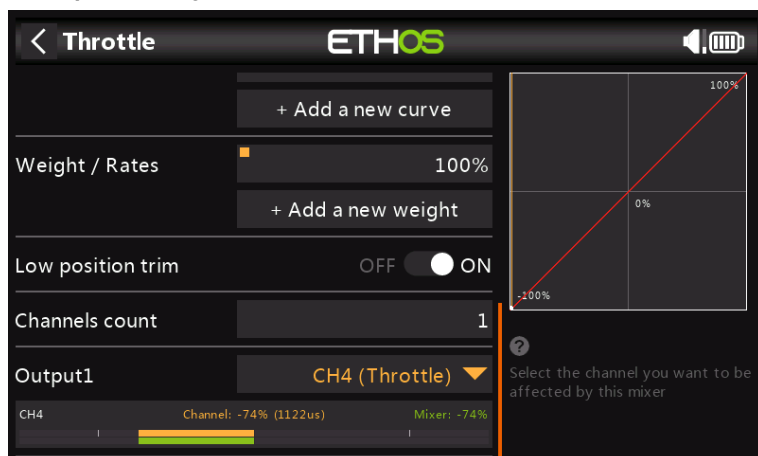 Throttle
ETHOS
+ Add a new curve
Weight / Rates
100%
+ Add a new weight
Low position trim
OFF
ON
Channels count
1
Output1
CH4 (Throttle)
CH4
Channel: -74% (1122us)
Mixer: -74%
100%
0%
-100%
?
Select the channel you want to be
affected by this mixer